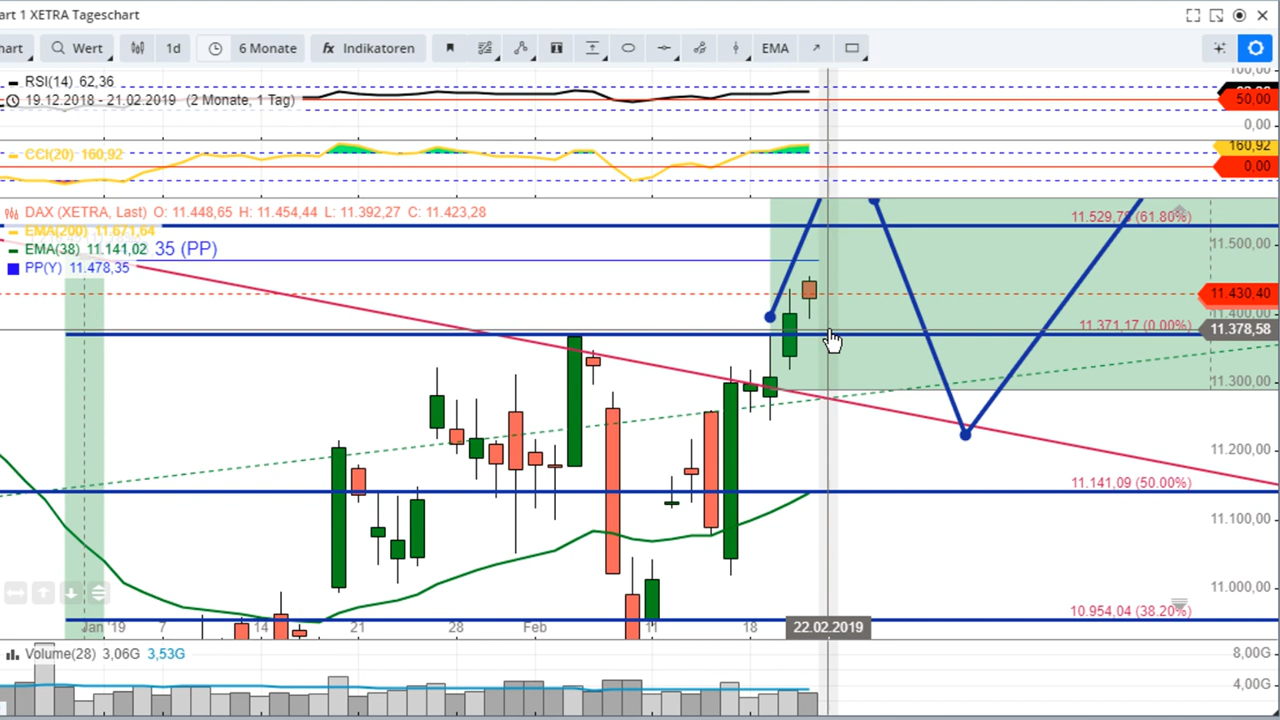 art 1 XETRA Tageschart
hart Wert 1d 6 Monate fx Indikatoren EMA
RSI(14) 62,36
19.12.2018 - 21.02.2019 (2 Monate, 1 Tag)
100,00
50,00
0,00
CCI(20) 160,92
160,92
0,00
DAX (XETRA, Last) O: 11.448,65 H: 11.454,44 L: 11.392,27 C: 11.423,28
EMA(200) 11.671,64
EMA(38) 11.141,02 35 (PP)
PP(Y) 11.478,35
11.529,78 (61.80%)
11.500,00
11.430,40
11.400,00
11.371,17 (0.00%)
11.378,58
11.300,00
11.200,00
11.141,09 (50.00%)
11.100,00
11.000,00
10.954,04 (38.20%)
Jan '19 7 14 21 28 Feb 11 18 22.02.2019
Volume(28) 3,06G 3,53G
8,00G
4,00G